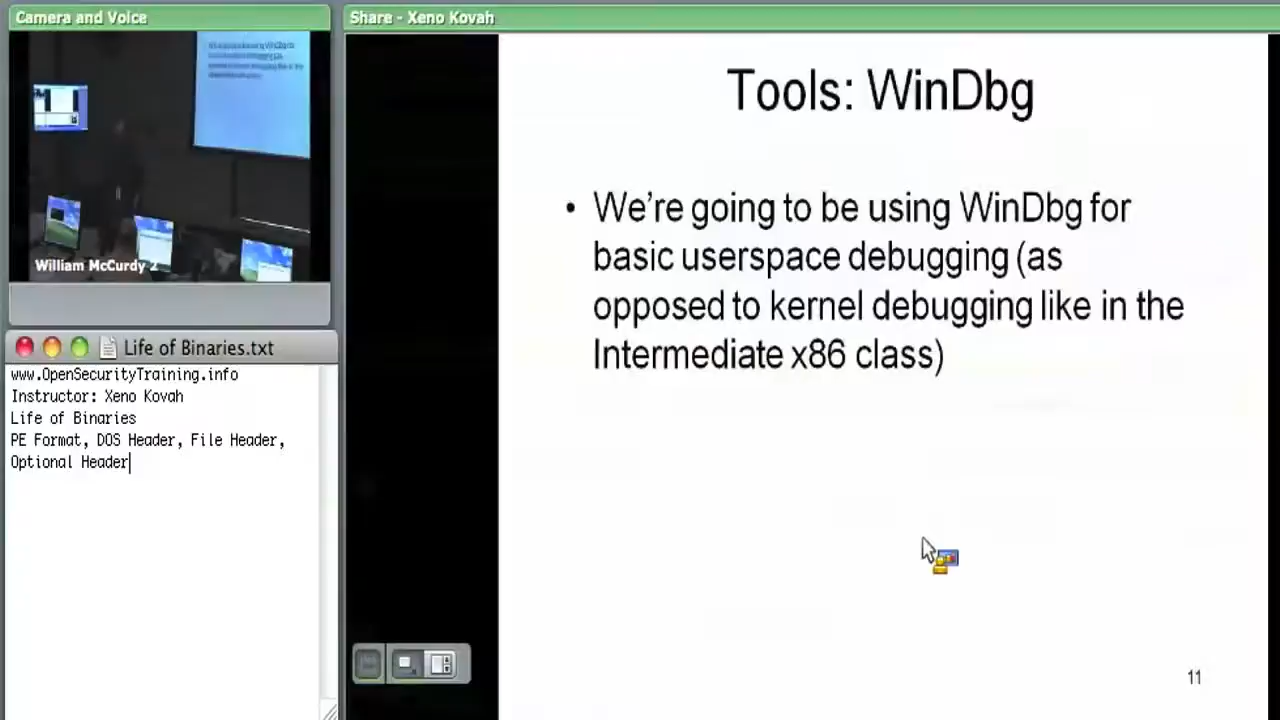 Camera and Voice
William McCurdy 2
Life of Binaries.txt
www.OpenSecurityTraining.info
Instructor: Xeno Kovah
Life of Binaries
PE Format, DOS Header, File Header,
Optional Header
Share - Xeno Kovah
Tools: WinDbg
• We're going to be using WinDbg for
basic userspace debugging (as
opposed to kernel debugging like in the
Intermediate x86 class)
11